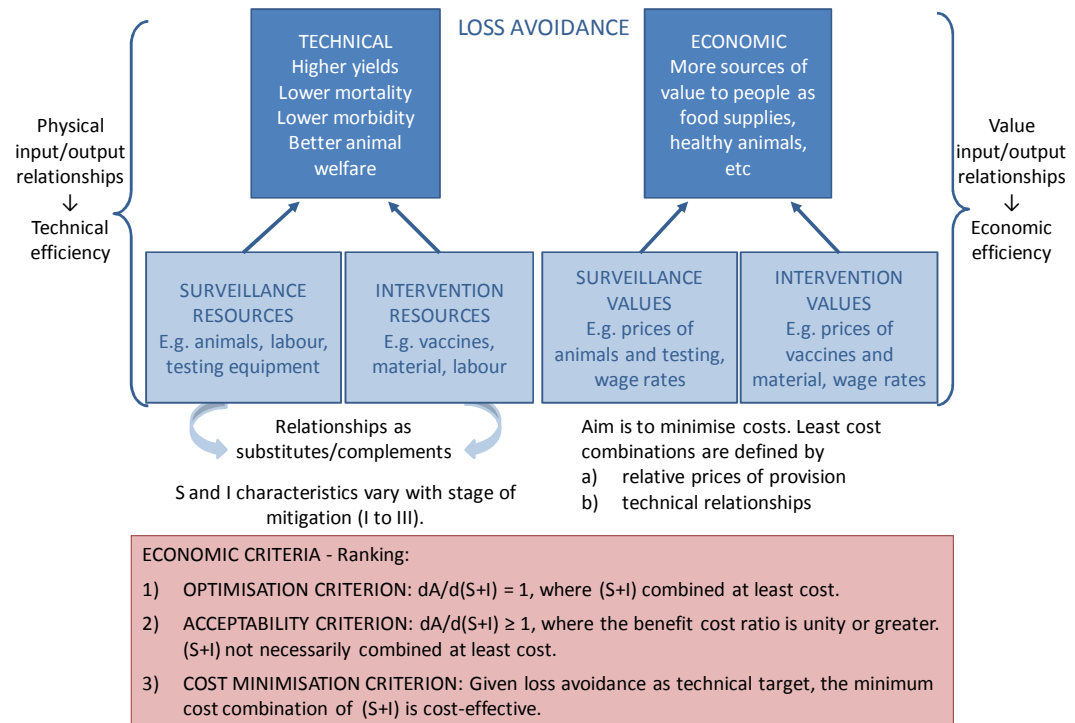 LOSS AVOIDANCE
TECHNICAL
Higher yields
Lower mortality
Lower morbidity
Better animal
welfare
ECONOMIC
More sources of
value to people as
food supplies,
healthy animals,
etc
Physical
input/output
relationships
↓
Technical
efficiency
Value
input/output
relationships
↓
Economic
efficiency
SURVEILLANCE
RESOURCES
E.g. animals, labour,
testing equipment
INTERVENTION
RESOURCES
E.g. vaccines,
material, labour
SURVEILLANCE
VALUES
E.g. prices of
animals and testing,
wage rates
INTERVENTION
VALUES
E.g. prices of
vaccines and
material, wage rates
Relationships as
substitutes/complements
S and I characteristics vary with stage of
mitigation (I to III).
Aim is to minimise costs. Least cost
combinations are defined by
a) relative prices of provision
b) technical relationships
ECONOMIC CRITERIA - Ranking:
1) OPTIMISATION CRITERION: dA/d(S+I) = 1, where (S+I) combined at least cost.
2) ACCEPTABILITY CRITERION: dA/d(S+I) ≥ 1, where the benefit cost ratio is unity or greater.
(S+I) not necessarily combined at least cost.
3) COST MINIMISATION CRITERION: Given loss avoidance as technical target, the minimum
cost combination of (S+I) is cost-effective.